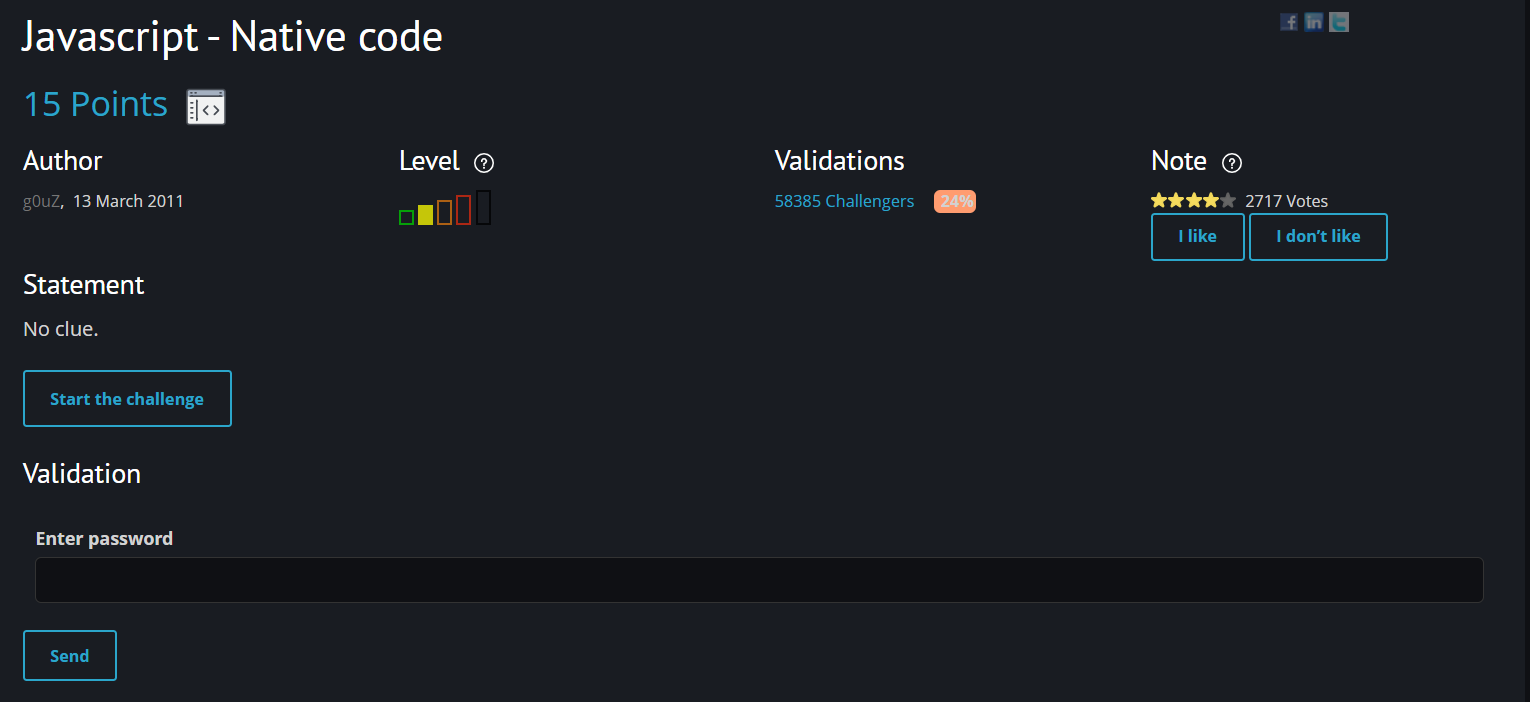 Javascript - Native code
15 Points
Author
g0uZ, 13 March 2011
Level ?
Validations
58385 Challengers 24%
Note ?
2717 Votes
I like
I don’t like
Statement
No clue.
Start the challenge
Validation
Enter password
Send